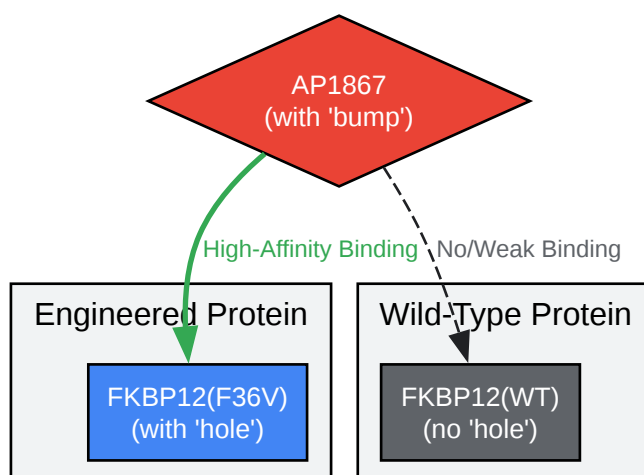 AP1867
(with 'bump')
High-Affinity Binding
No/Weak Binding
Engineered Protein
Wild-Type Protein
FKBP12(F36V)
(with 'hole')
FKBP12(WT)
(no 'hole')